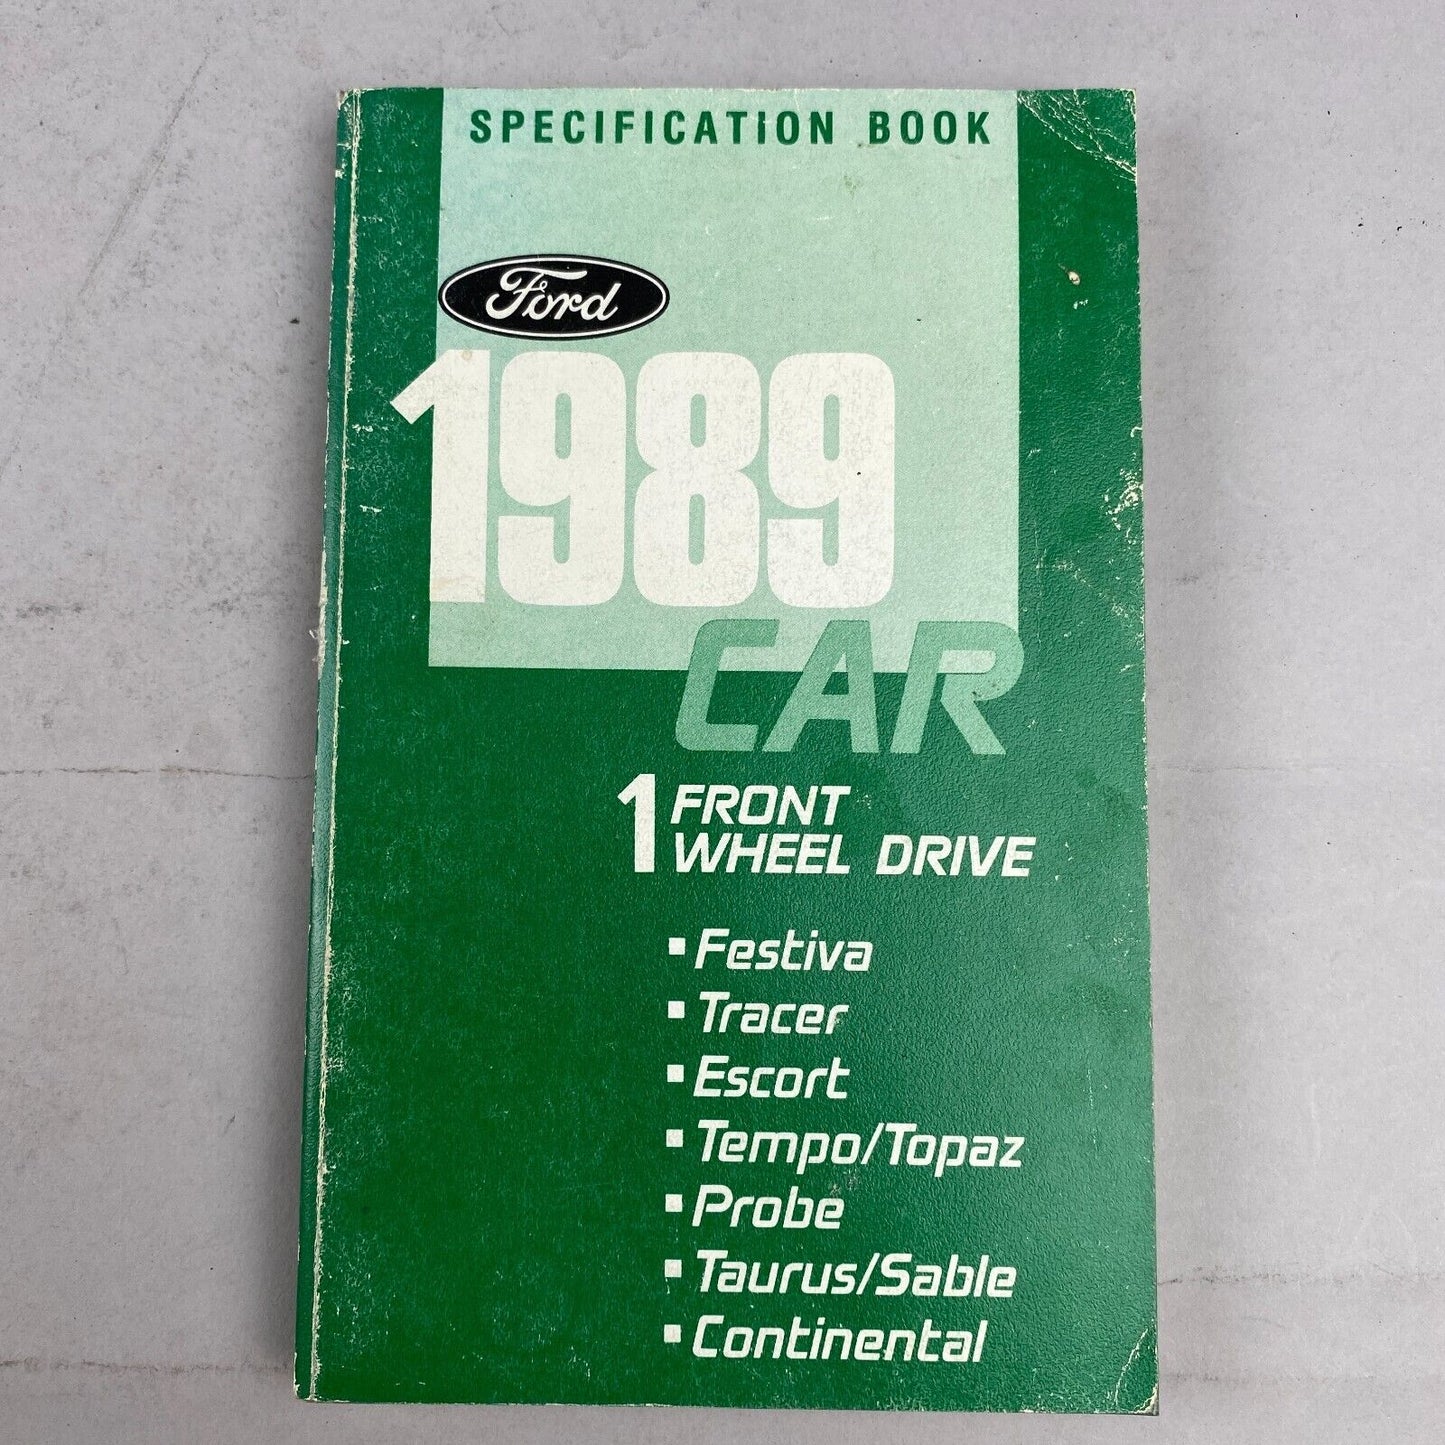 SPECIFICATION BOOK
Ford
1989
CAR
1 FRONT
WHEEL DRIVE
▪ Festiva
▪ Tracer
▪ Escort
▪ Tempo/Topaz
▪ Probe
▪ Taurus/Sable
▪ Continental